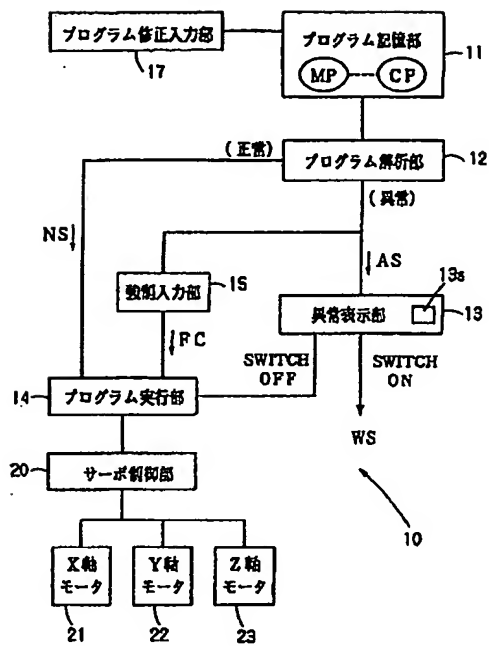 プログラム修正入力部
17
プログラム記憶部
MP
CP
11
(正常)
プログラム解析部
12
(異常)
NS
AS
強制入力部
15
13s
異常表示部
13
FC
SWITCH
OFF
SWITCH
ON
14
プログラム実行部
WS
20
サーボ制御部
10
X軸
モータ
Y軸
モータ
Z軸
モータ
21
22
23